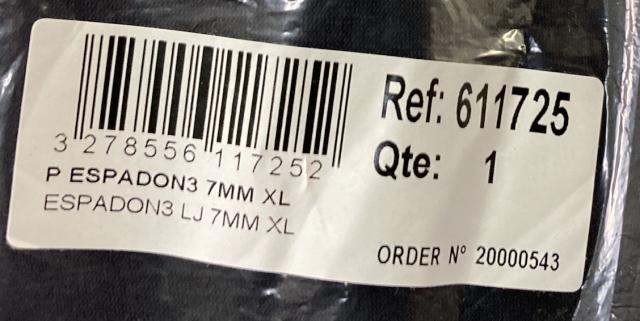 3 278556 117252
P ESPADON3 7MM XL
ESPADON3 LJ 7MM XL
Ref: 611725
Qte: 1
ORDER N° 20000543